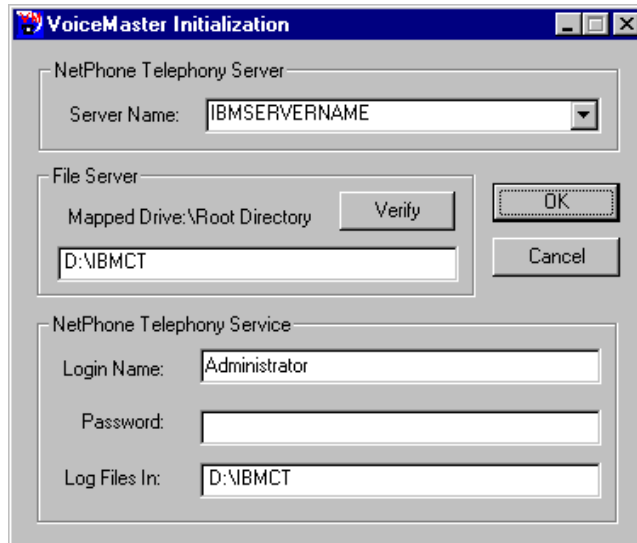 VoiceMaster Initialization
NetPhone Telephony Server
Server Name: IBMSERVERNAME
File Server
Mapped Drive:\Root Directory Verify
D:\IBMCT
OK
Cancel
NetPhone Telephony Service
Login Name: Administrator
Password:
Log Files In: D:\IBMCT